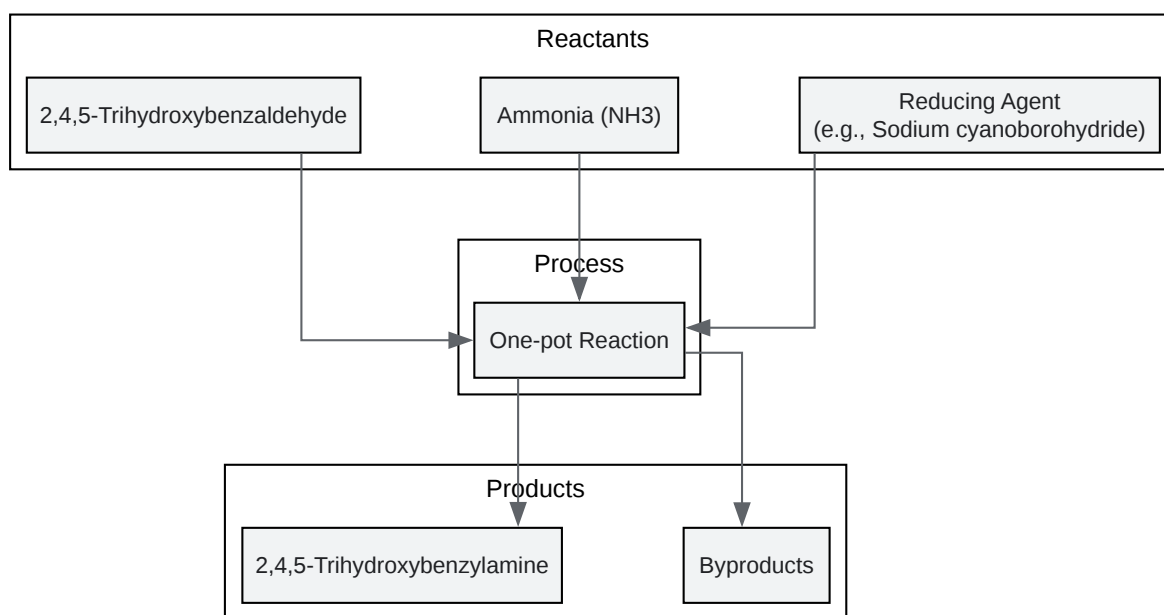 Reactants
2,4,5-Trihydroxybenzaldehyde
Ammonia (NH3)
Reducing Agent
(e.g., Sodium cyanoborohydride)
Process
One-pot Reaction
Products
2,4,5-Trihydroxybenzylamine
Byproducts